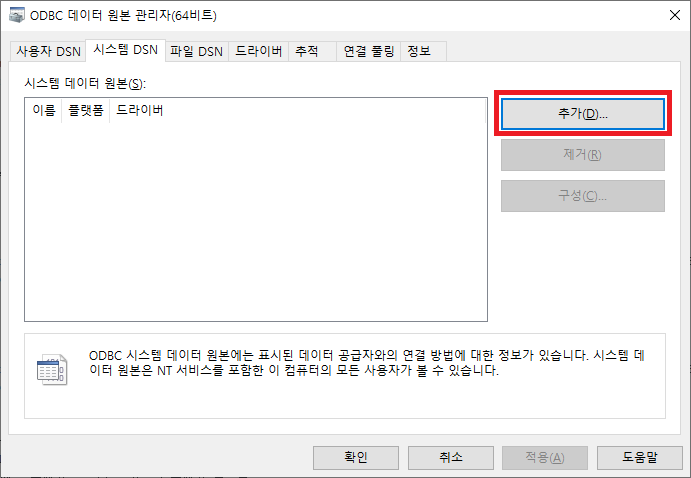 ODBC 데이터 원본 관리자(64비트)
사용자 DSN 시스템 DSN 파일 DSN 드라이버 추적 연결 풀링 정보
시스템 데이터 원본(S):
이름 플랫폼 드라이버
추가(D)...
제거(R)
구성(C)...
ODBC 시스템 데이터 원본에는 표시된 데이터 공급자와의 연결 방법에 대한 정보가 있습니다. 시스템 데
이터 원본은 NT 서비스를 포함한 이 컴퓨터의 모든 사용자가 볼 수 있습니다.
확인 취소 적용(A) 도움말